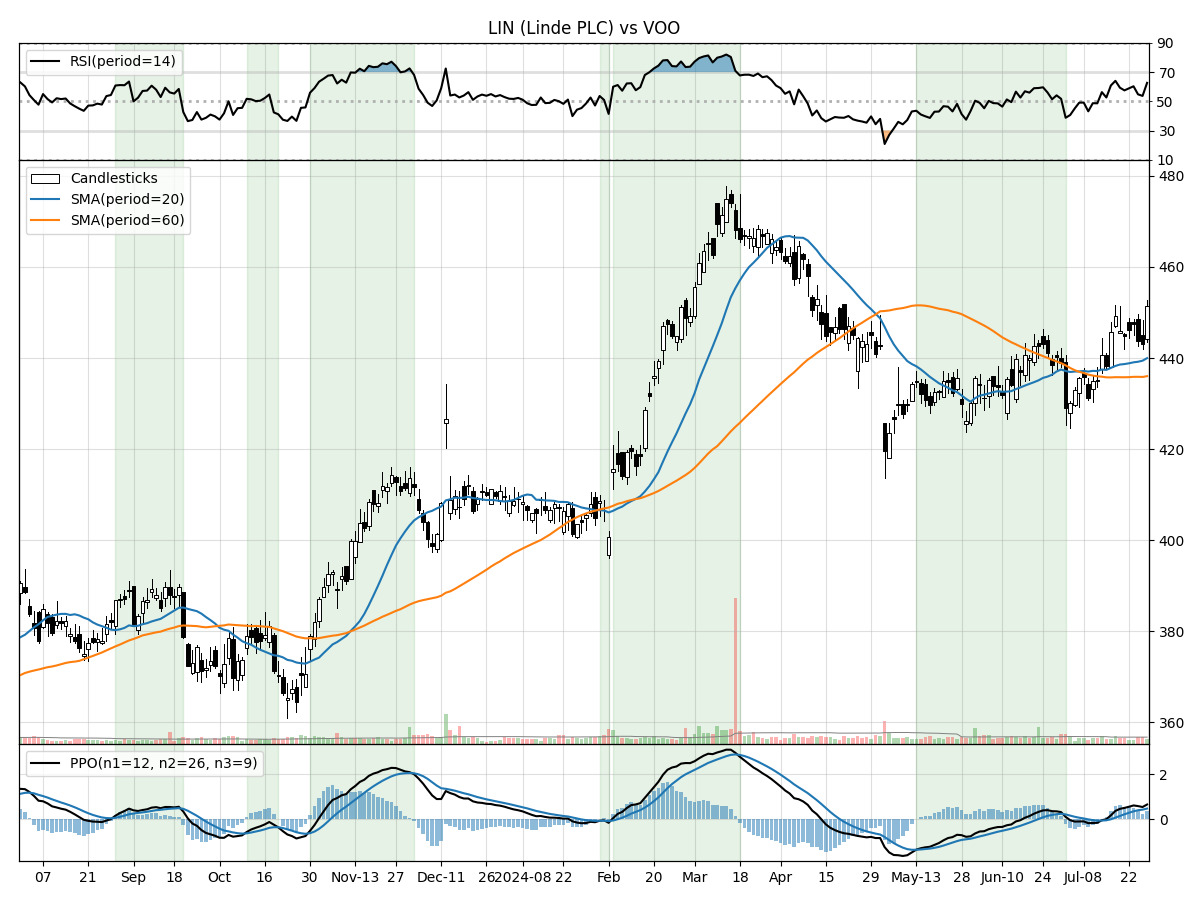 LIN (Linde PLC) vs VOO
RSI(period=14)
90
70
50
30
10
Candlesticks
SMA(period=20)
SMA(period=60)
480
460
440
420
400
380
360
PPO(n1=12, n2=26, n3=9)
2
0
07 21 Sep 18 Oct 16 30 Nov-13 27 Dec-11 26 2024-08 22 Feb 20 Mar 18 Apr 15 29 May-13 28 Jun-10 24 Jul-08 22